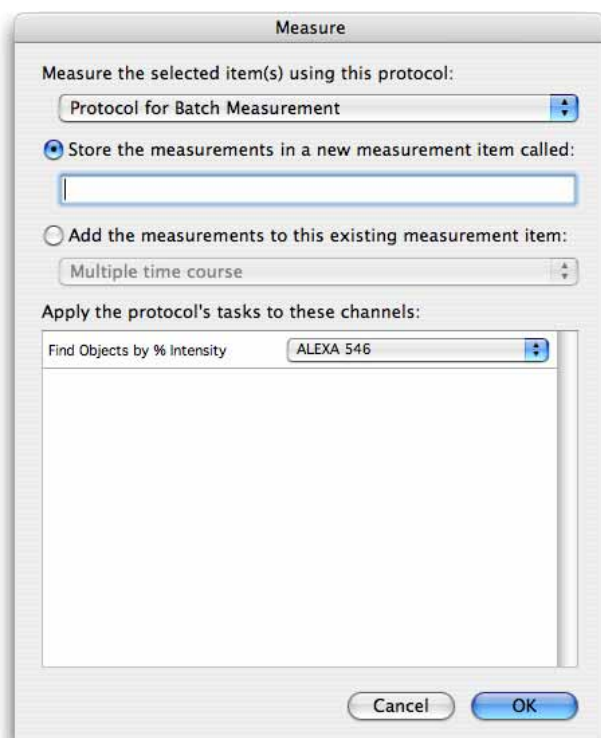 Measure
Measure the selected item(s) using this protocol:
Protocol for Batch Measurement
Store the measurements in a new measurement item called:
Add the measurements to this existing measurement item:
Multiple time course
Apply the protocol's tasks to these channels:
Find Objects by % Intensity ALEXA 546
Cancel OK